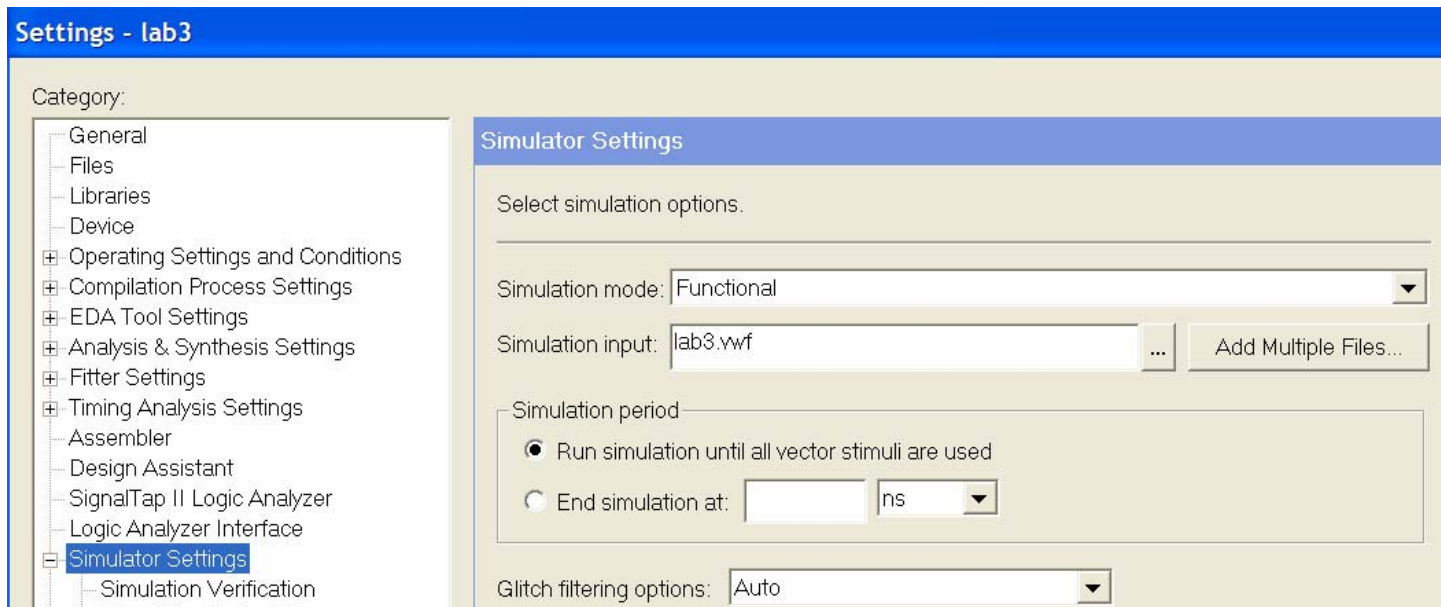 Settings - lab3
Category:
General
Files
Libraries
Device
Operating Settings and Conditions
Compilation Process Settings
EDA Tool Settings
Analysis & Synthesis Settings
Fitter Settings
Timing Analysis Settings
Assembler
Design Assistant
SignalTap II Logic Analyzer
Logic Analyzer Interface
Simulator Settings
Simulation Verification
Simulator Settings
Select simulation options.
Simulation mode: Functional
Simulation input: lab3.vwf ... Add Multiple Files...
Simulation period
Run simulation until all vector stimuli are used
End simulation at: ns
Glitch filtering options: Auto